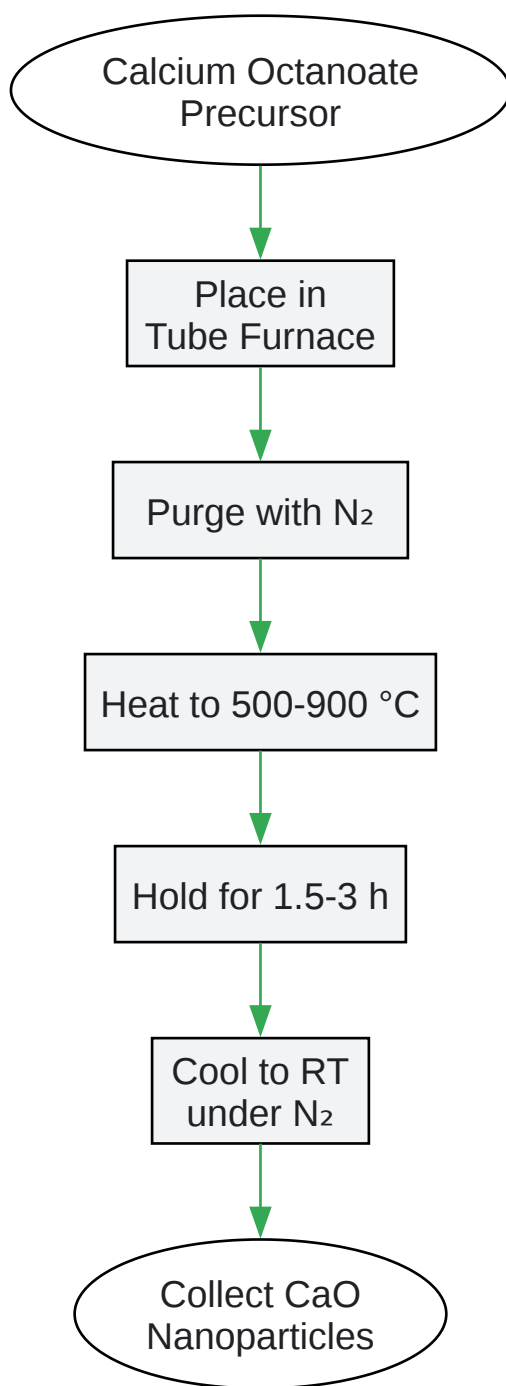 Calcium Octanoate
Precursor
Place in
Tube Furnace
Purge with N₂
Heat to 500-900 °C
Hold for 1.5-3 h
Cool to RT
under N₂
Collect CaO
Nanoparticles